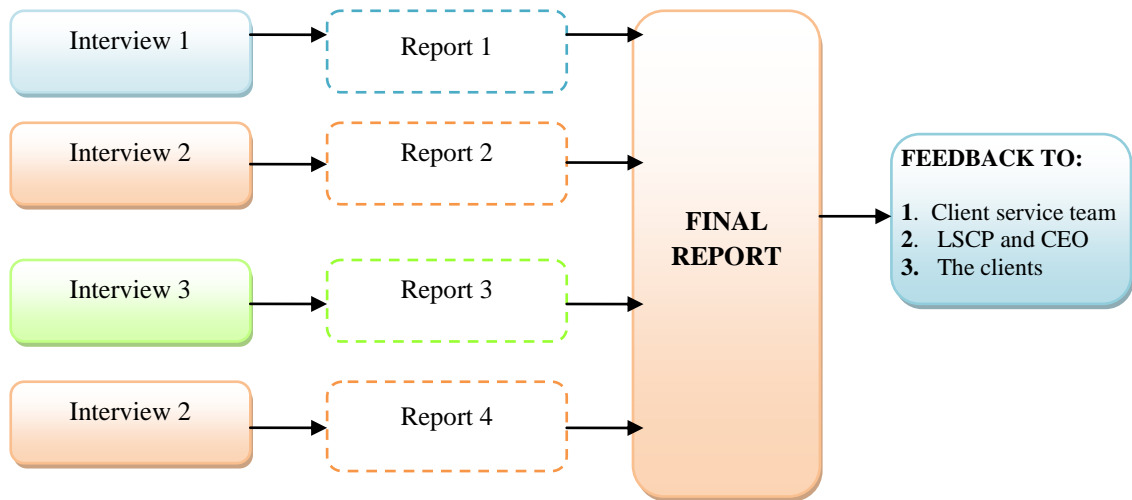 Interview 1
Report 1
Interview 2
Report 2
Interview 3
Report 3
Interview 2
Report 4
FINAL
REPORT
FEEDBACK TO:
1. Client service team
2. LSCP and CEO
3. The clients